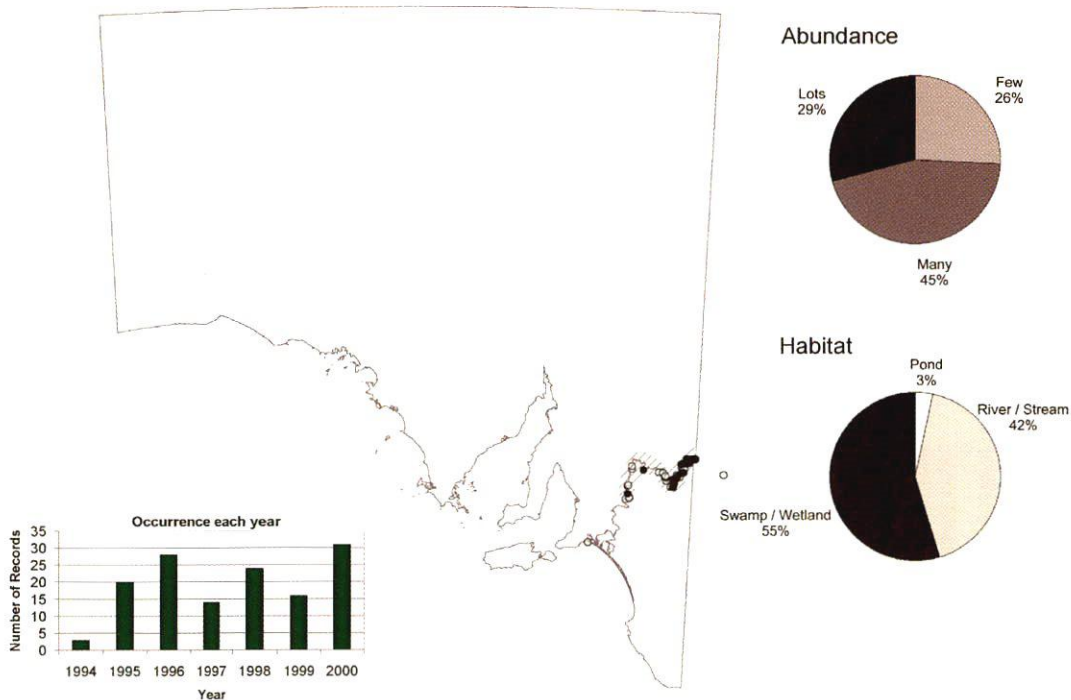 Abundance
Lots
29%
Few
26%
Many
45%
Habitat
Pond
3%
River / Stream
42%
Swamp / Wetland
55%
Occurrence each year
Number of Records
35
30
25
20
15
10
5
0
1994 1995 1996 1997 1998 1999 2000
Year